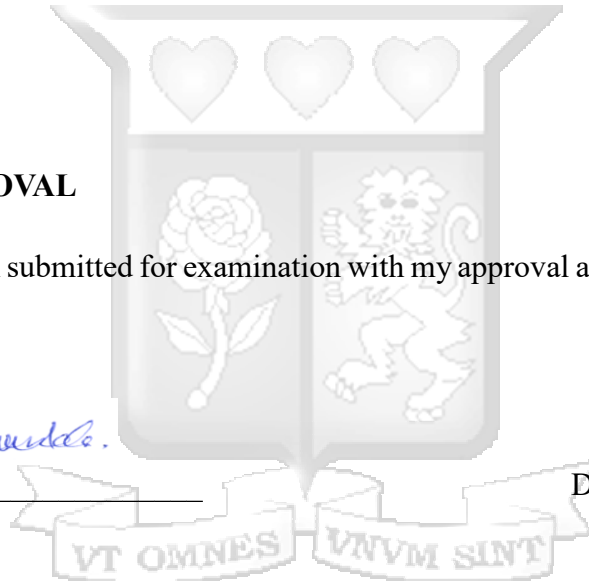 OVAL
submitted for examination with my approval a
D
VT OMNES VNVM SINT